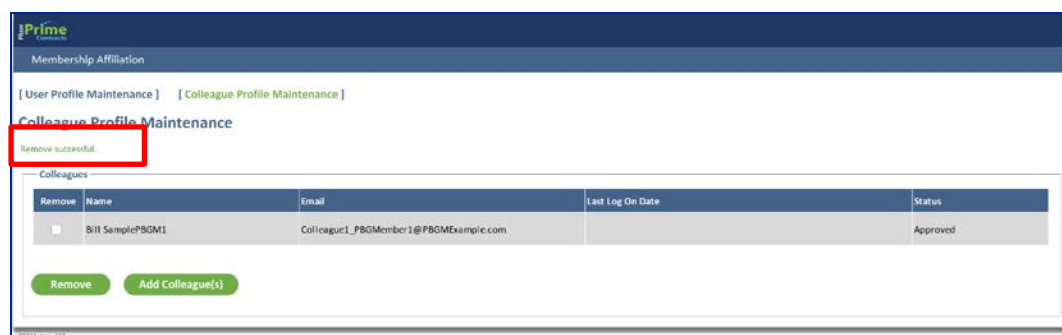 Prime
Contracts
Membership Affiliation
[ User Profile Maintenance ] [ Colleague Profile Maintenance ]
Colleague Profile Maintenance
Remove successful.
Colleagues
Remove Name Email Last Log On Date Status
Bill SamplePBGM1 Colleague1_PBGMember1@PBGMExample.com Approved
Remove Add Colleague(s)